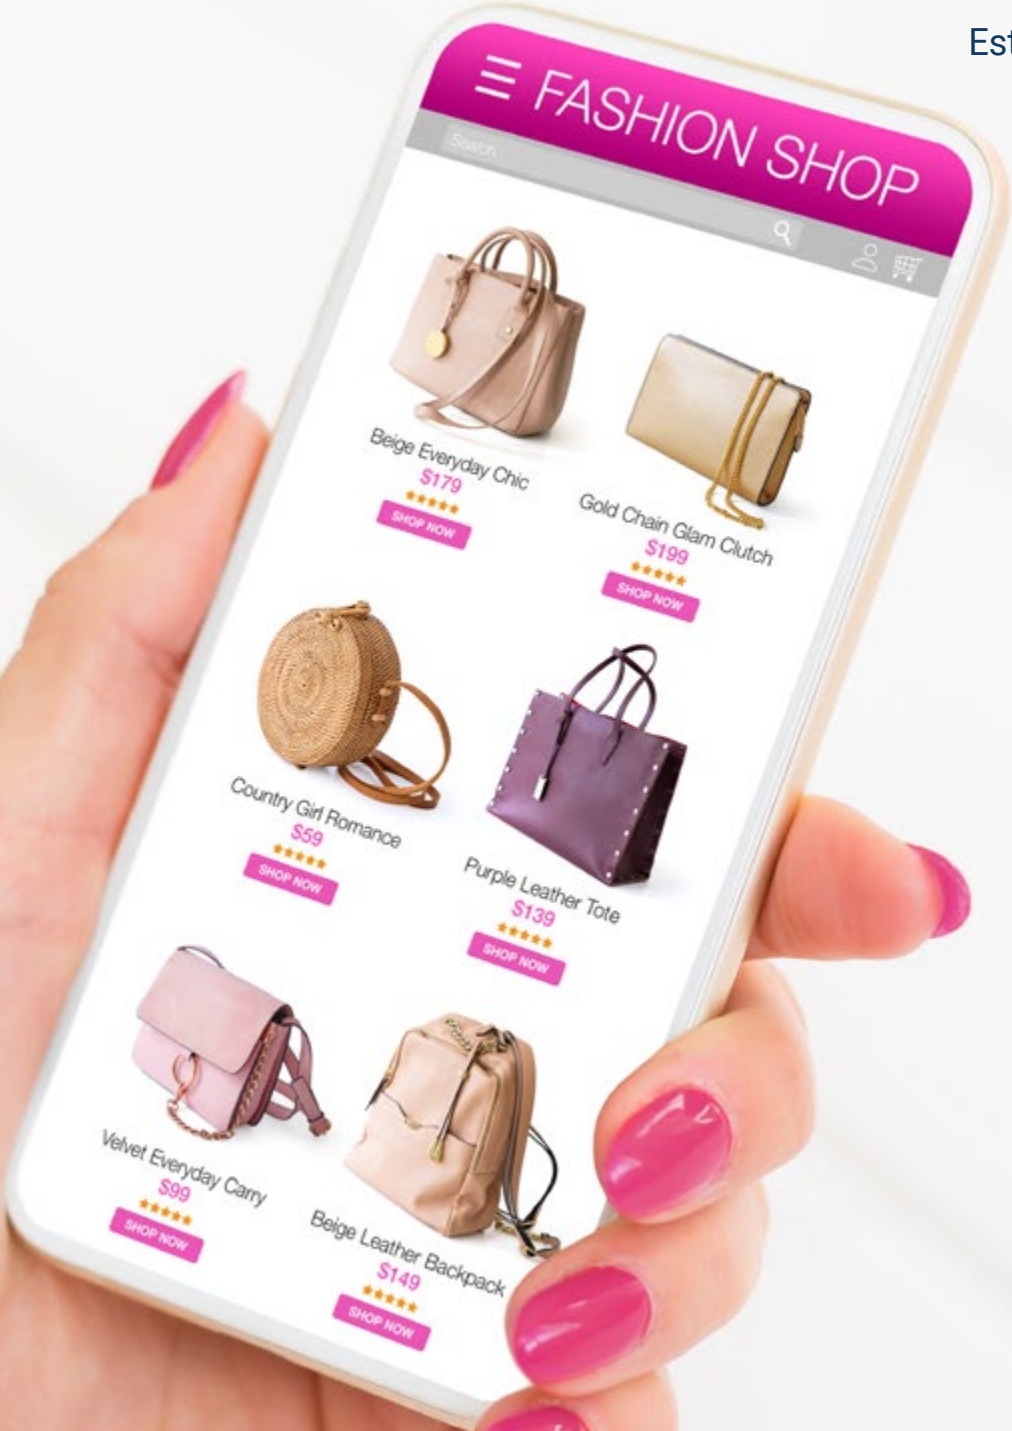 Est
FASHION SHOP
Search
Beige Everyday Chic
$179
SHOP NOW
Gold Chain Glam Clutch
$199
SHOP NOW
Country Girl Romance
$59
SHOP NOW
Purple Leather Tote
$139
SHOP NOW
Velvet Everyday Carry
$99
SHOP NOW
Beige Leather Backpack
$149
SHOP NOW